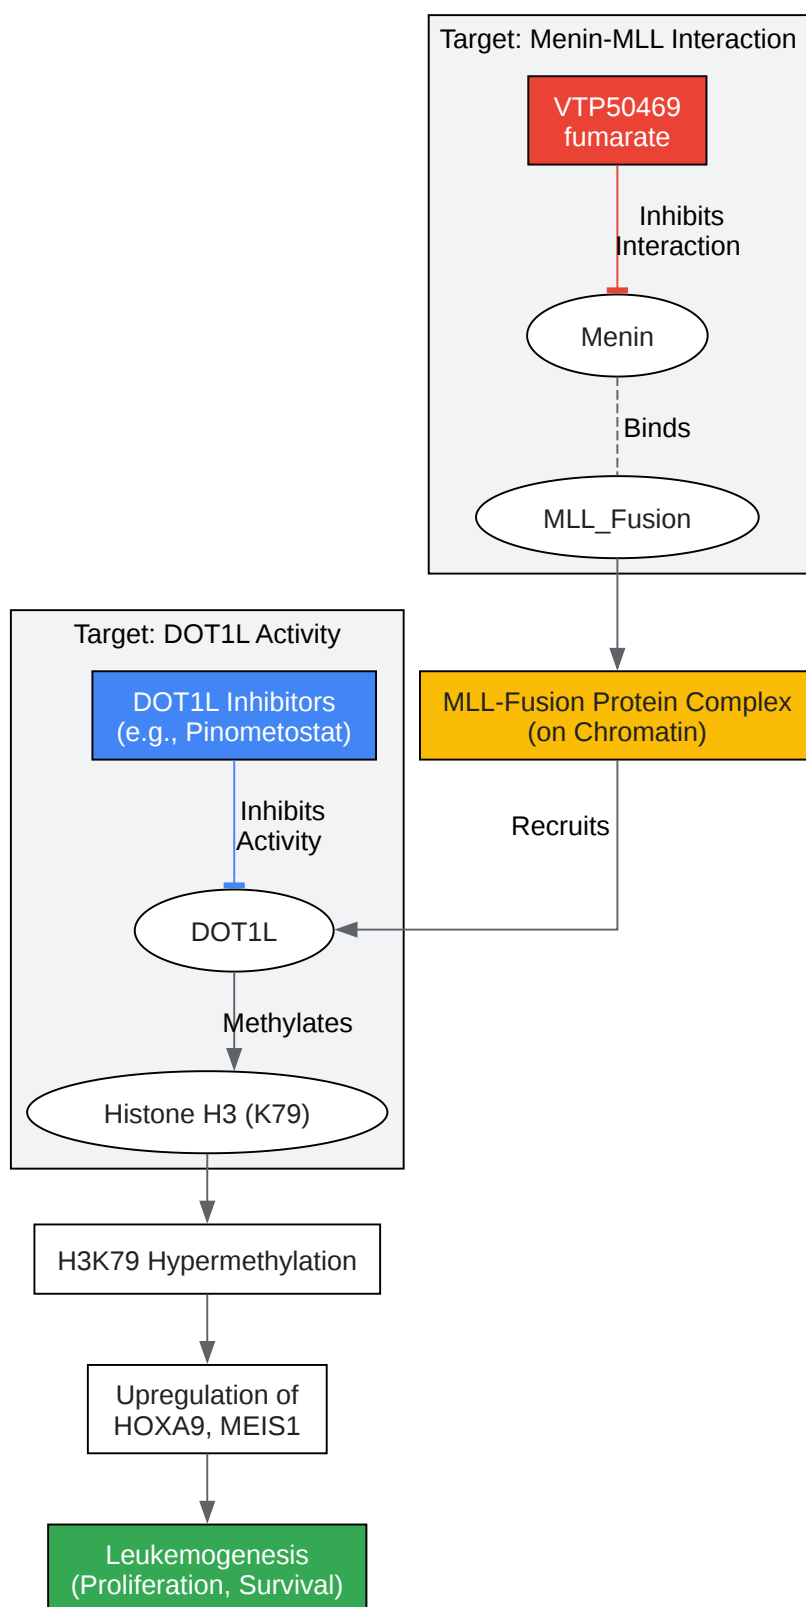 Target: Menin-MLL Interaction
VTP50469
fumarate
Inhibits
Interaction
Menin
Binds
MLL_Fusion
Target: DOT1L Activity
DOT1L Inhibitors
(e.g., Pinometostat)
MLL-Fusion Protein Complex
(on Chromatin)
Inhibits
Activity
Recruits
DOT1L
Methylates
Histone H3 (K79)
H3K79 Hypermethylation
Upregulation of
HOXA9, MEIS1
Leukemogenesis
(Proliferation, Survival)